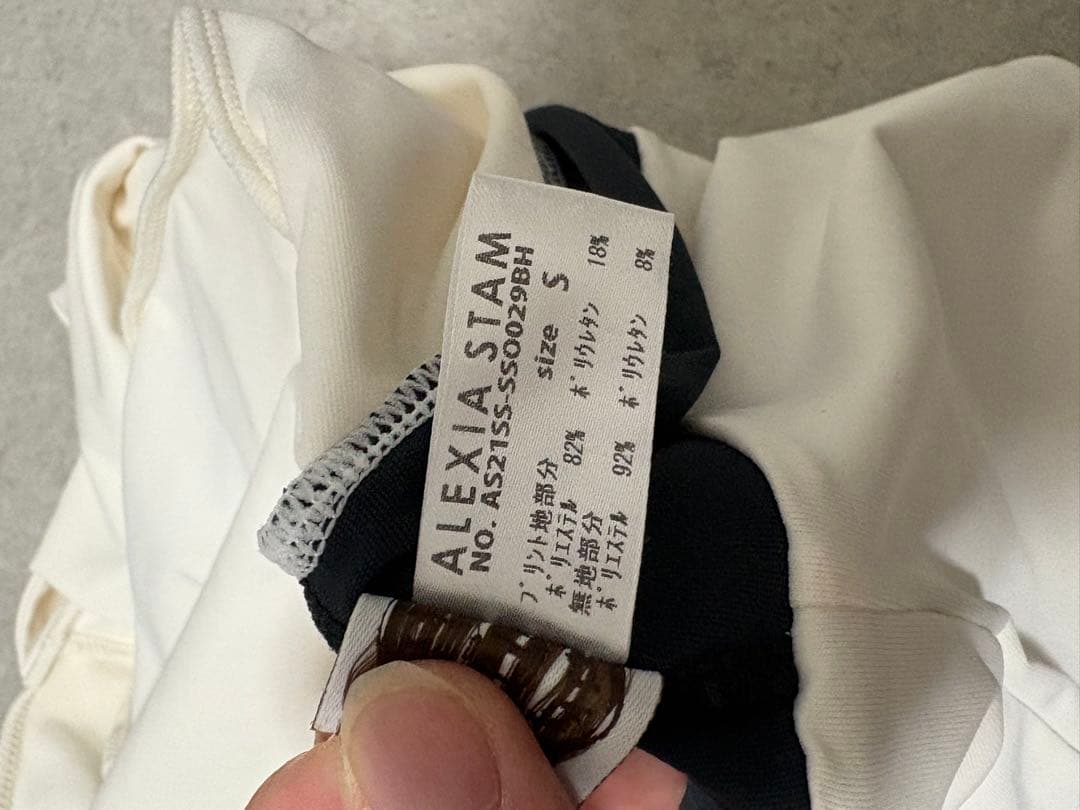 ALEXIA STAM
No. AS21SS-SSO029BH
size S
プリント地部分
ポリエステル 82% ポリウレタン 18%
無地部分
ポリエステル 92% ポリウレタン 8%